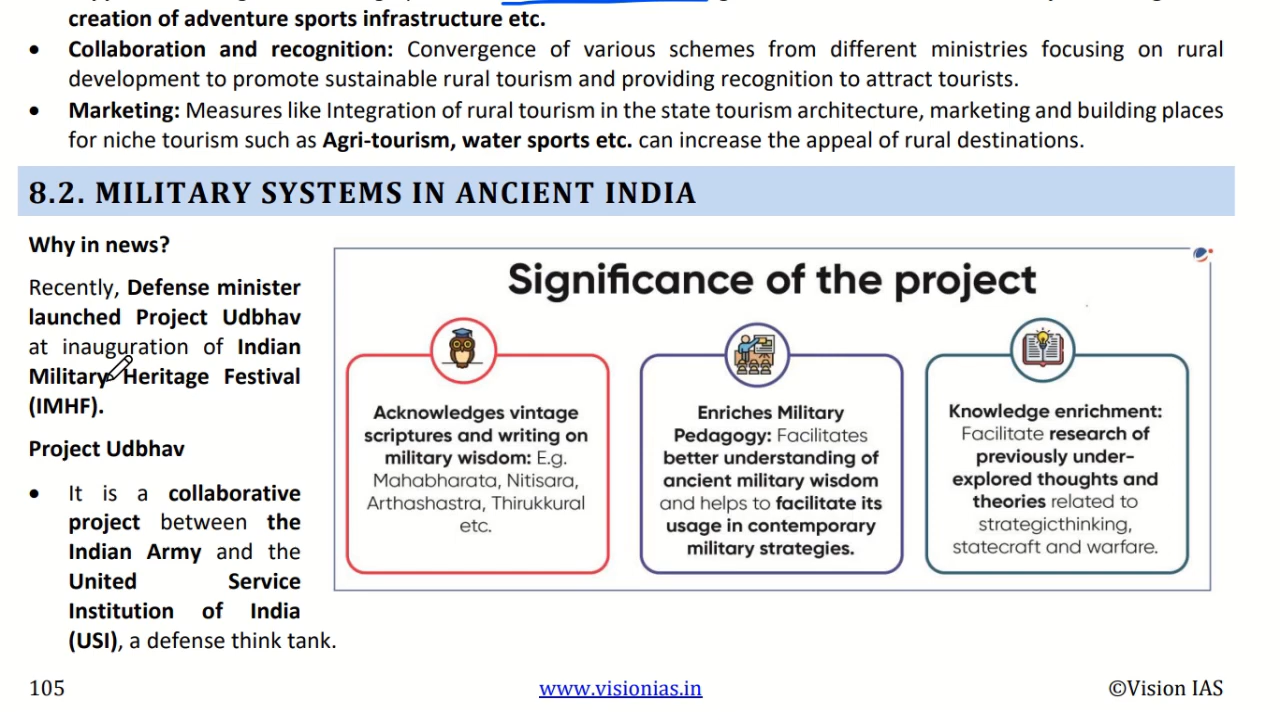 creation of adventure sports infrastructure etc.
• Collaboration and recognition: Convergence of various schemes from different ministries focusing on rural
development to promote sustainable rural tourism and providing recognition to attract tourists.
• Marketing: Measures like Integration of rural tourism in the state tourism architecture, marketing and building places
for niche tourism such as Agri-tourism, water sports etc. can increase the appeal of rural destinations.
8.2. MILITARY SYSTEMS IN ANCIENT INDIA
Why in news?
Recently, Defense minister
launched Project Udbhav
at inauguration of Indian
Military Heritage Festival
(IMHF).
Project Udbhav
• It is a collaborative
project between the
Indian Army and the
United Service
Institution of India
(USI), a defense think tank.
Significance of the project
Acknowledges vintage
scriptures and writing on
military wisdom: E.g.
Mahabharata, Nitisara,
Arthashastra, Thirukkural
etc.
Enriches Military
Pedagogy: Facilitates
better understanding of
ancient military wisdom
and helps to facilitate its
usage in contemporary
military strategies.
Knowledge enrichment:
Facilitate research of
previously under-
explored thoughts and
theories related to
strategicthinking,
statecraft and warfare.
105
www.visionias.in
©Vision IAS